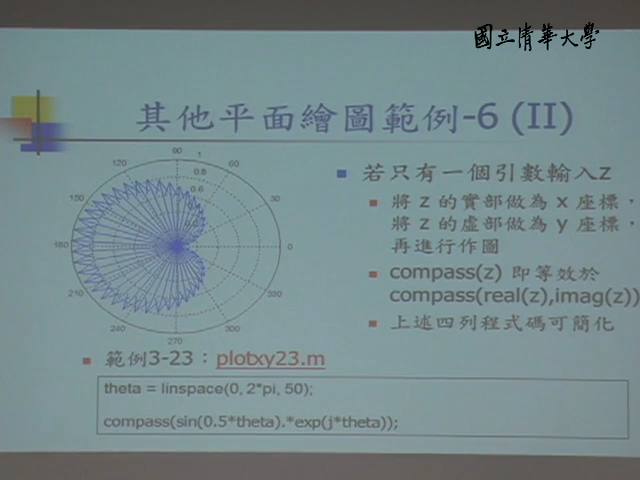 國立清華大學
其他平面繪圖範例-6 (II)
90
1
120
60
0.8
0.6
150
30
180
0
210
330
240
300
270
若只有一個引數輸入z
將 z 的實部做為 x 座標，
將 z 的虛部做為 y 座標，
再進行作圖
compass(z) 即等效於
compass(real(z),imag(z))
上述四列程式碼可簡化
範例3-23：plotxy23.m
theta = linspace(0, 2*pi, 50);
compass(sin(0.5*theta).*exp(j*theta));